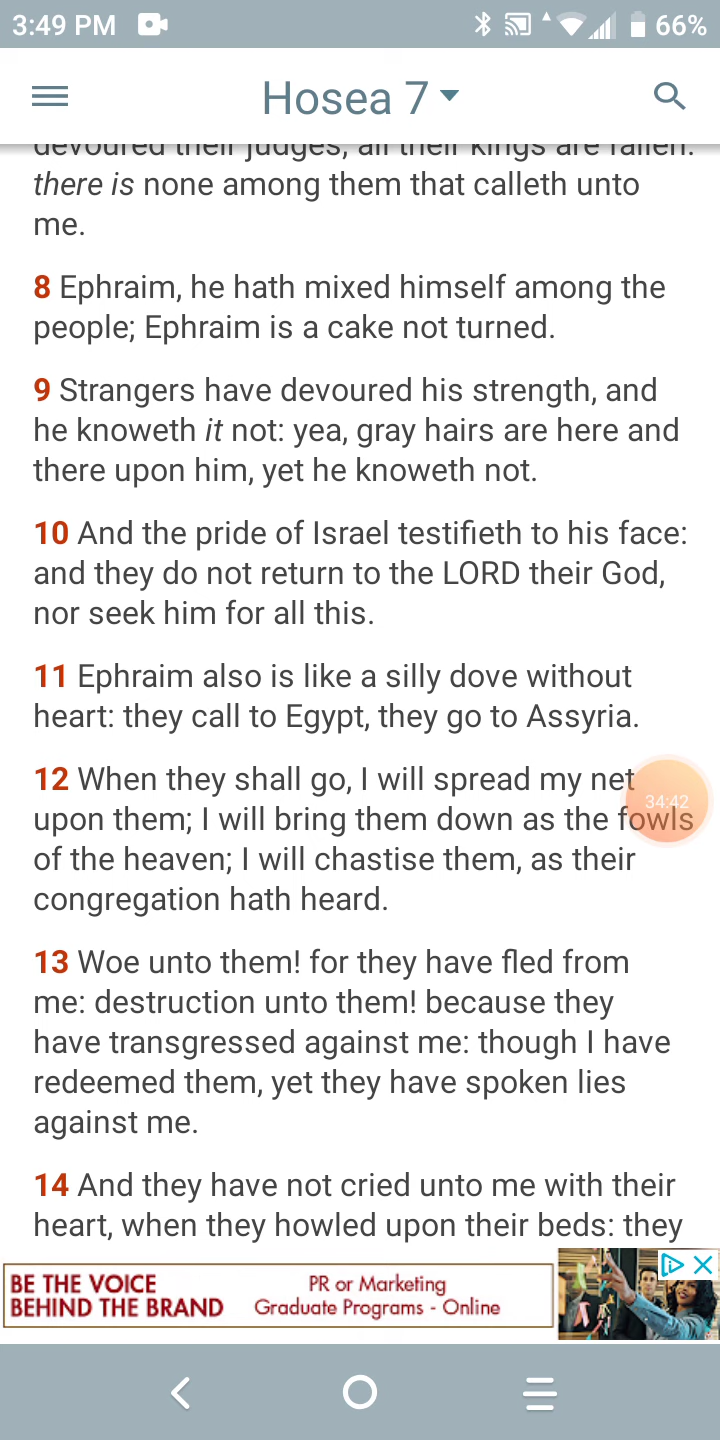 3:49 PM
66%
Hosea 7
devoured their judges; all their kings are fallen:
there is none among them that calleth unto
me.
8 Ephraim, he hath mixed himself among the
people; Ephraim is a cake not turned.
9 Strangers have devoured his strength, and
he knoweth it not: yea, gray hairs are here and
there upon him, yet he knoweth not.
10 And the pride of Israel testifieth to his face:
and they do not return to the LORD their God,
nor seek him for all this.
11 Ephraim also is like a silly dove without
heart: they call to Egypt, they go to Assyria.
12 When they shall go, I will spread my net
34:42
upon them; I will bring them down as the fowls
of the heaven; I will chastise them, as their
congregation hath heard.
13 Woe unto them! for they have fled from
me: destruction unto them! because they
have transgressed against me: though I have
redeemed them, yet they have spoken lies
against me.
14 And they have not cried unto me with their
heart, when they howled upon their beds: they
BE THE VOICE
BEHIND THE BRAND
PR or Marketing
Graduate Programs - Online